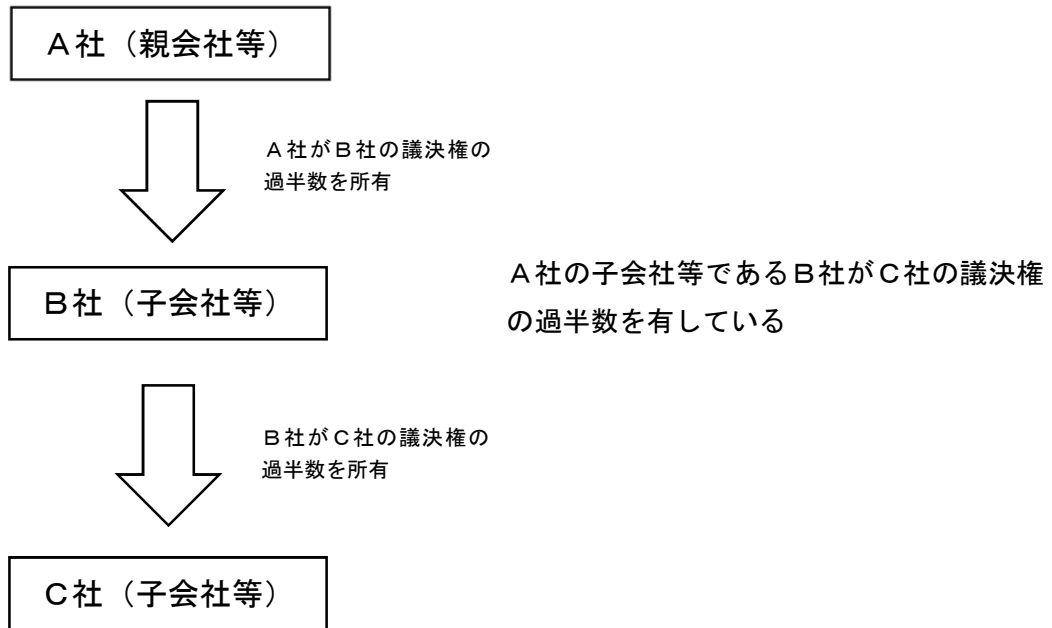 A社（親会社等）
A社がB社の議決権の
過半数を所有
B社（子会社等）
A社の子会社等であるB社がC社の議決権
の過半数を有している
B社がC社の議決権の
過半数を所有
C社（子会社等）